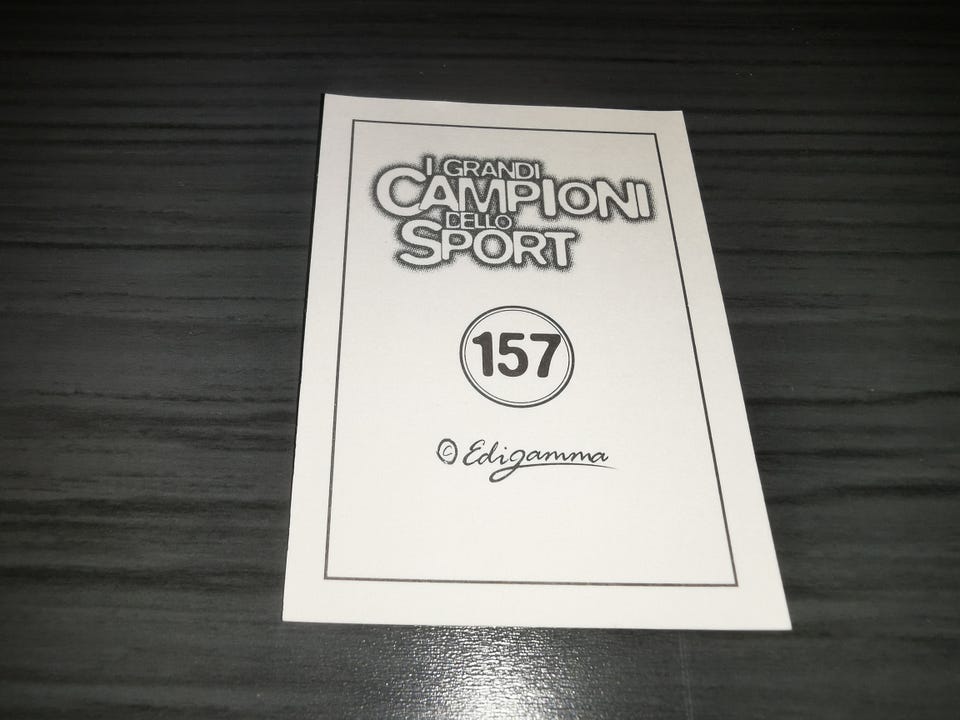 I GRANDI
CAMPIONI
DELLO
SPORT
157
© Edigamma